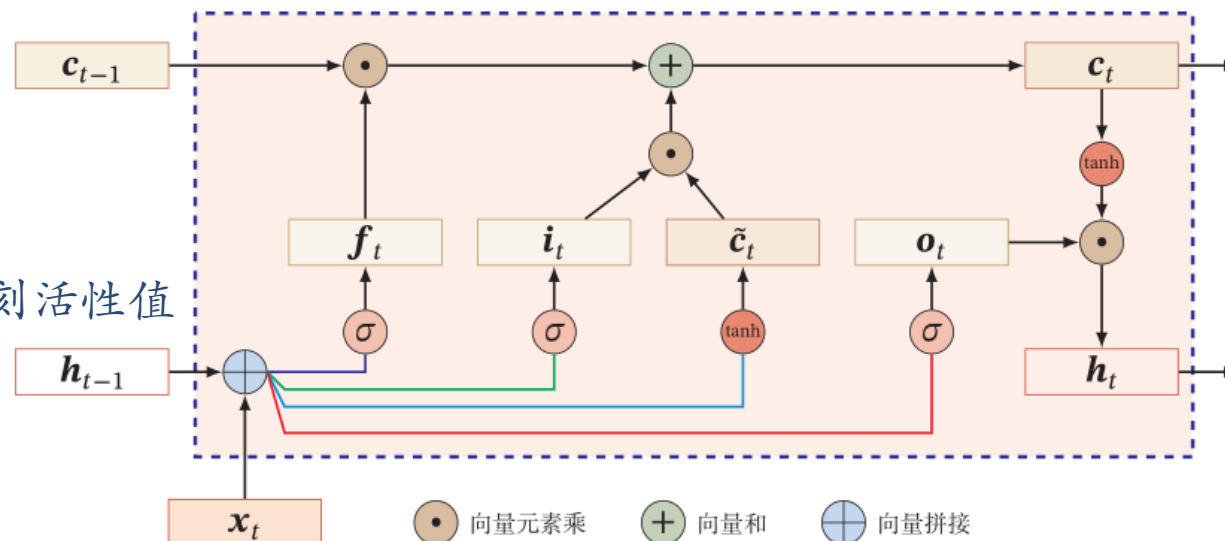 c_{t−1}
c_t
tanh
f_t
i_t
c̃_t
o_t
刻活性值
σ
σ
tanh
σ
h_{t−1}
h_t
x_t
向量元素乘
向量和
向量拼接